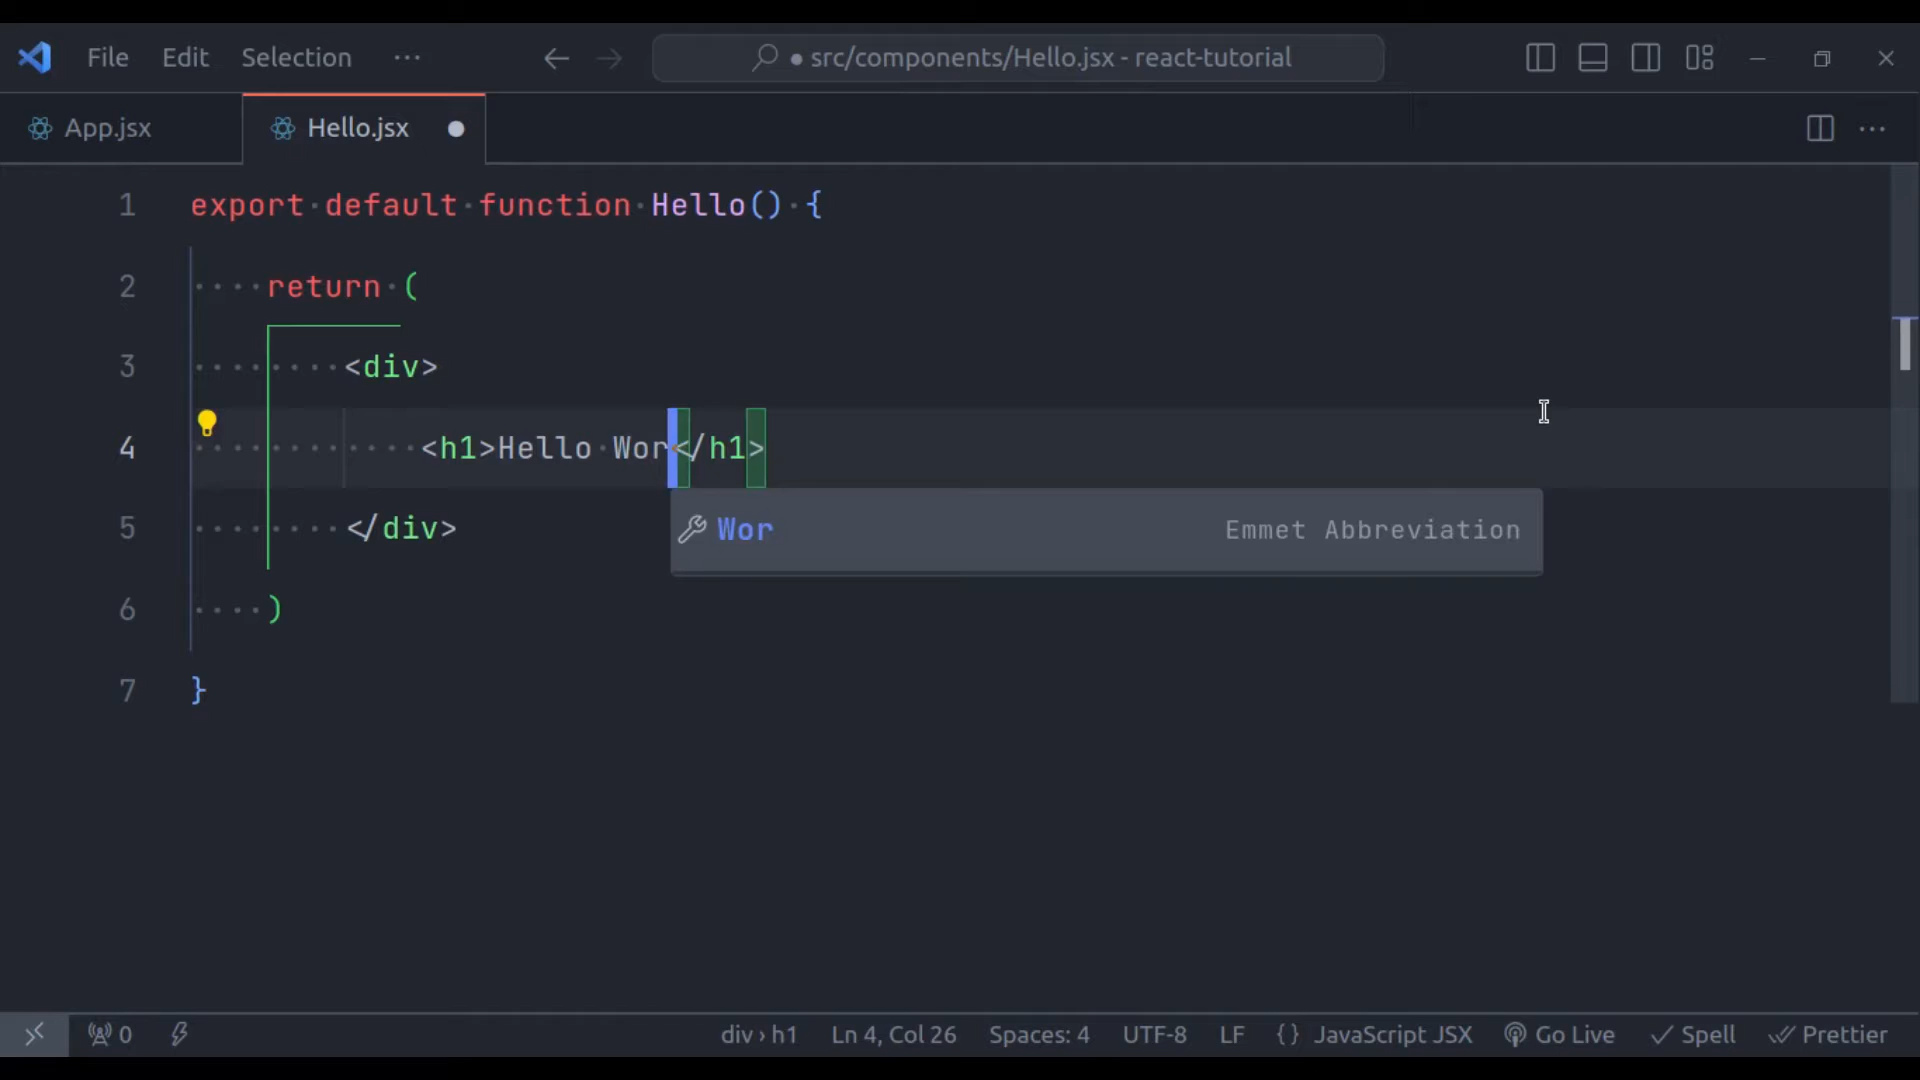 File Edit Selection ··· ● src/components/Hello.jsx - react-tutorial
App.jsx Hello.jsx
1 export default function Hello() {
2 return (
3 <div>
4 <h1>Hello Wor</h1>
Wor Emmet Abbreviation
5 </div>
6 )
7 }
0 div › h1 Ln 4, Col 26 Spaces: 4 UTF-8 LF {} JavaScript JSX Go Live Spell Prettier